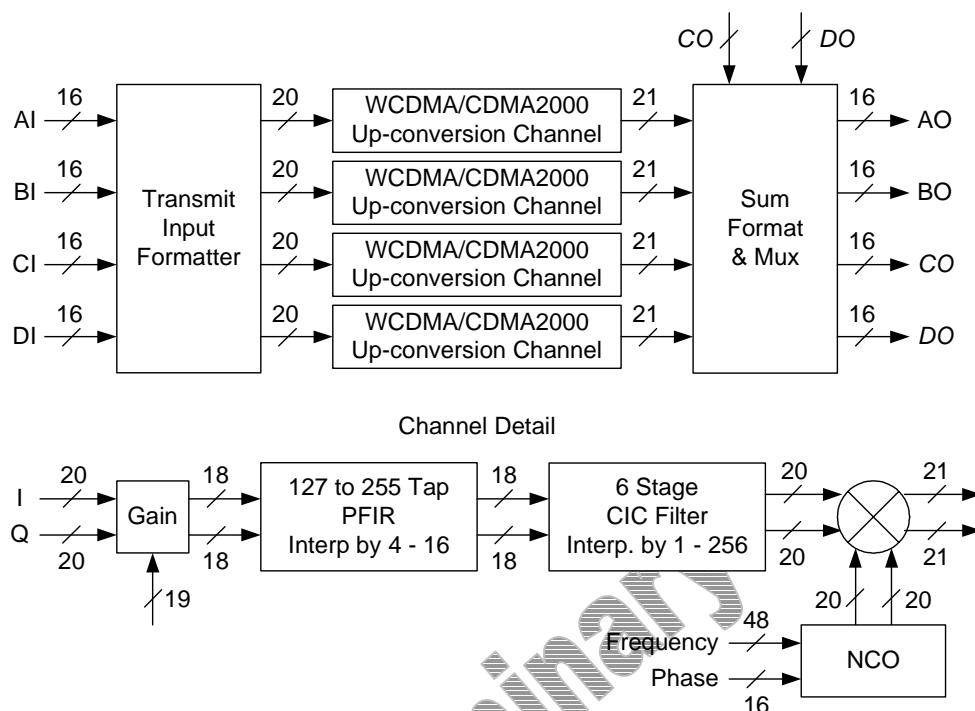 CO DO
16 20 WCDMA/CDMA2000 21 16
AI Up-conversion Channel AO
16 20 WCDMA/CDMA2000 21 16
BI Transmit Up-conversion Channel Sum BO
Input Format
16 Formatter 20 WCDMA/CDMA2000 21 & Mux 16
CI Up-conversion Channel CO
16 20 WCDMA/CDMA2000 21 16
DI Up-conversion Channel DO
Channel Detail
20 18 127 to 255 Tap 18 6 Stage 20 21
I Gain PFIR CIC Filter
Q Interp by 4 - 16 Interp. by 1 - 256
20 18 18 20 21
19 20 20
48
Frequency NCO
Phase
16